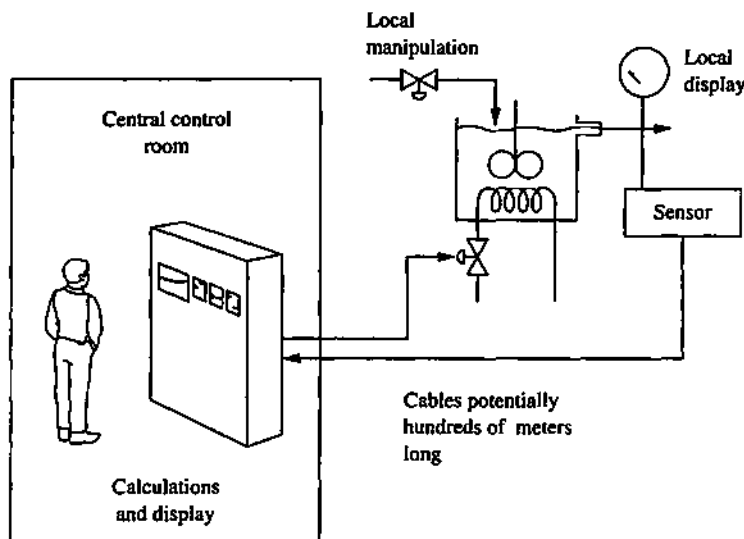 Local
manipulation
Local
display
Central control
room
Sensor
Cables potentially
hundreds of meters
long
Calculations
and display